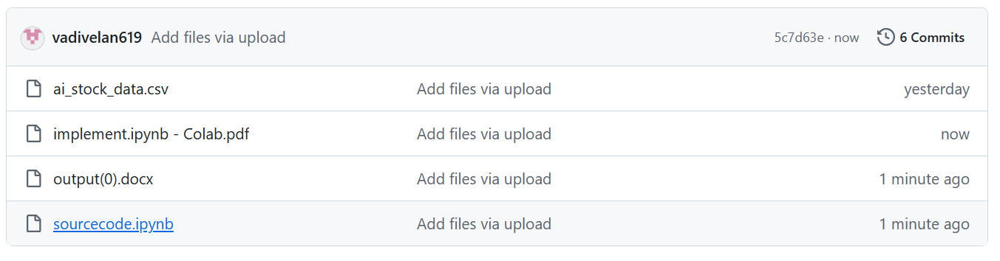 vadivelan619 Add files via upload 5c7d63e · now 6 Commits
ai_stock_data.csv Add files via upload yesterday
implement.ipynb - Colab.pdf Add files via upload now
output(0).docx Add files via upload 1 minute ago
sourcecode.ipynb Add files via upload 1 minute ago